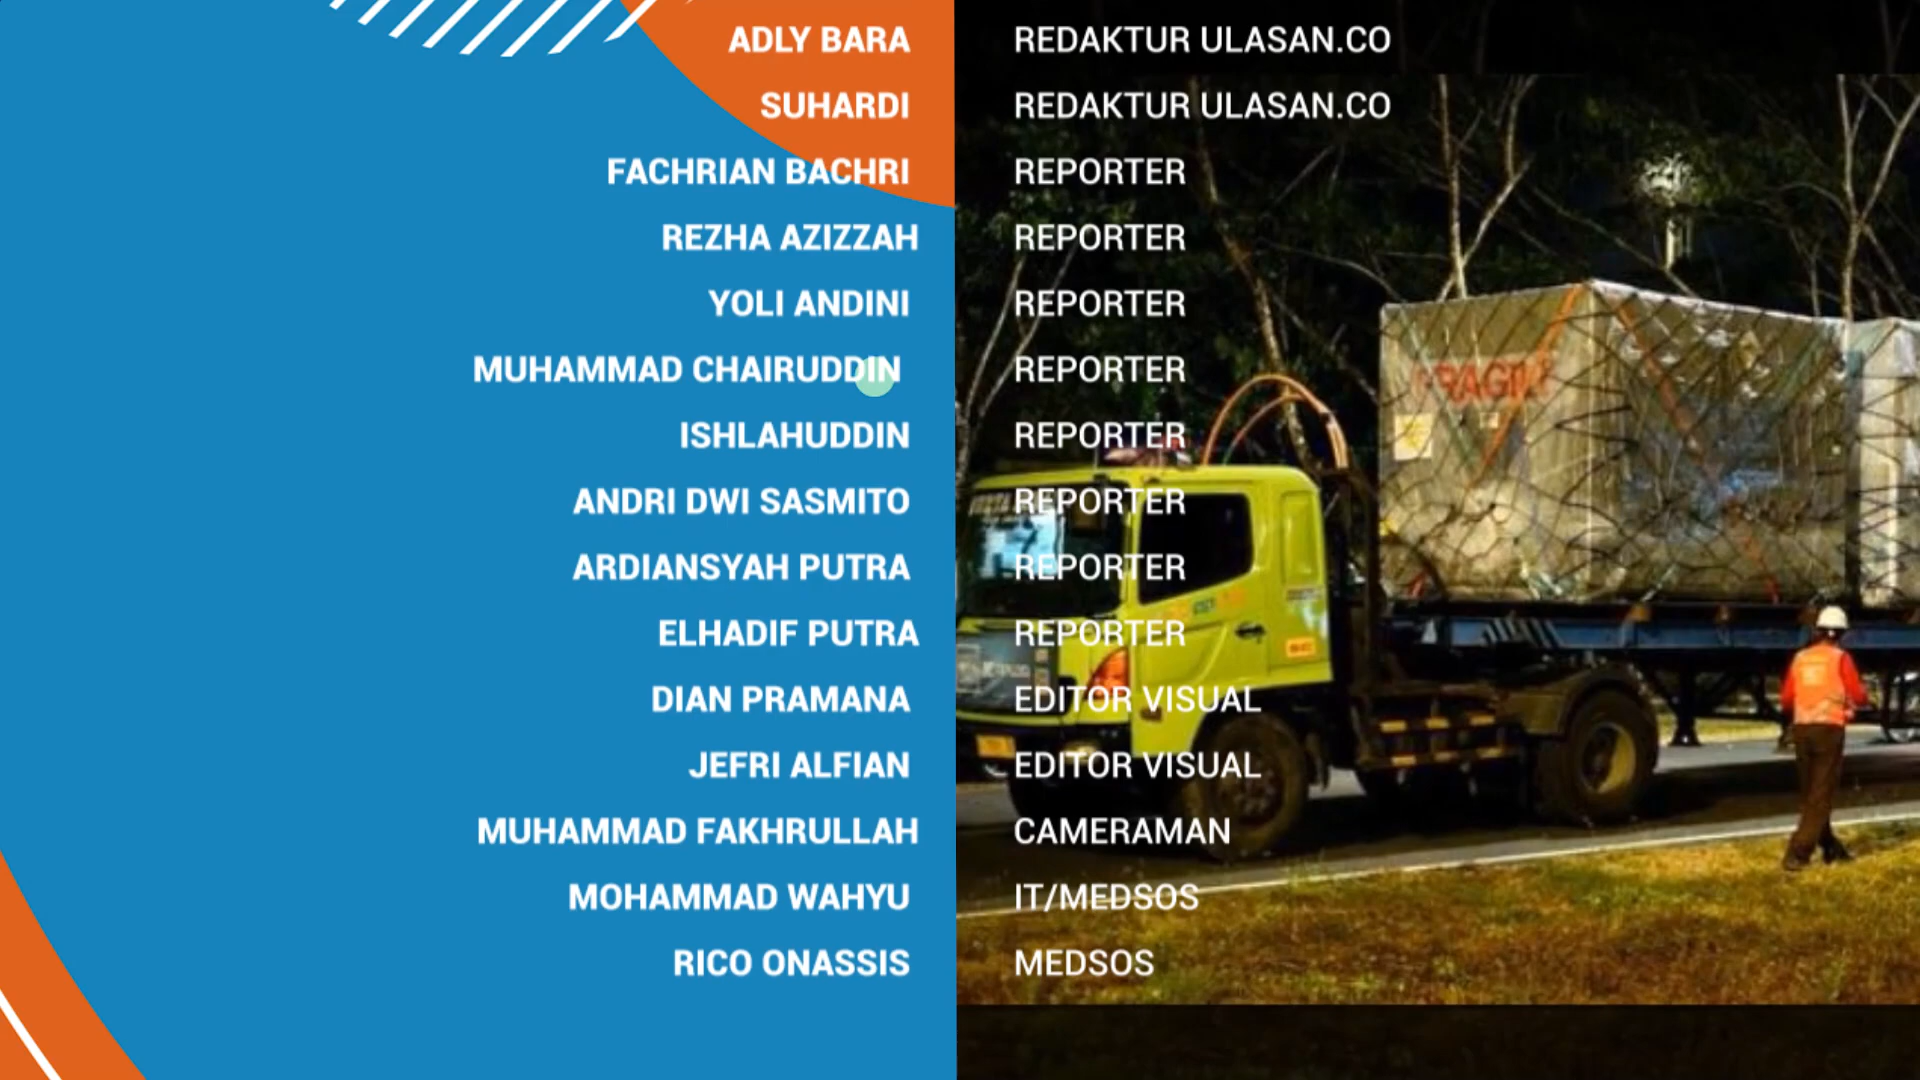 ADLY BARA REDAKTUR ULASAN.CO
SUHARDI REDAKTUR ULASAN.CO
FACHRIAN BACHRI REPORTER
REZHA AZIZZAH REPORTER
YOLI ANDINI REPORTER
MUHAMMAD CHAIRUDDIN REPORTER
ISHLAHUDDIN REPORTER
ANDRI DWI SASMITO REPORTER
ARDIANSYAH PUTRA REPORTER
ELHADIF PUTRA REPORTER
DIAN PRAMANA EDITOR VISUAL
JEFRI ALFIAN EDITOR VISUAL
MUHAMMAD FAKHRULLAH CAMERAMAN
MOHAMMAD WAHYU IT/MEDSOS
RICO ONASSIS MEDSOS